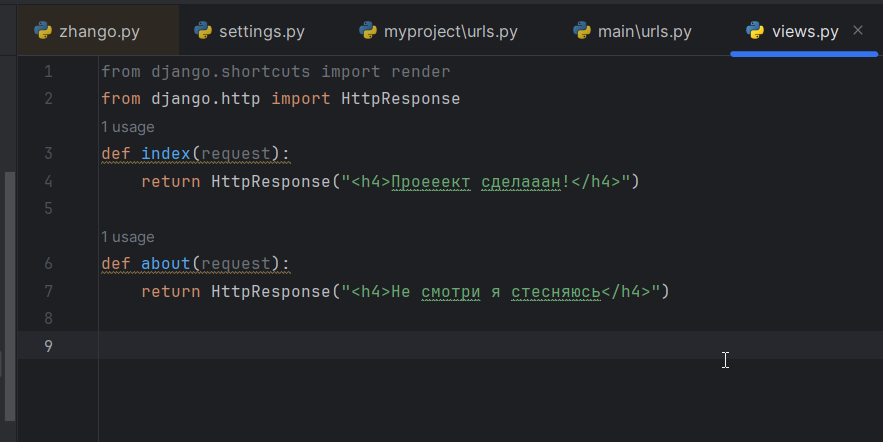 zhango.py settings.py myproject\urls.py main\urls.py views.py
1 from django.shortcuts import render
2 from django.http import HttpResponse
1 usage
3 def index(request):
4 return HttpResponse("<h4>Проееект сделааан!</h4>")
5
1 usage
6 def about(request):
7 return HttpResponse("<h4>Не смотри я стесняюсь</h4>")
8
9